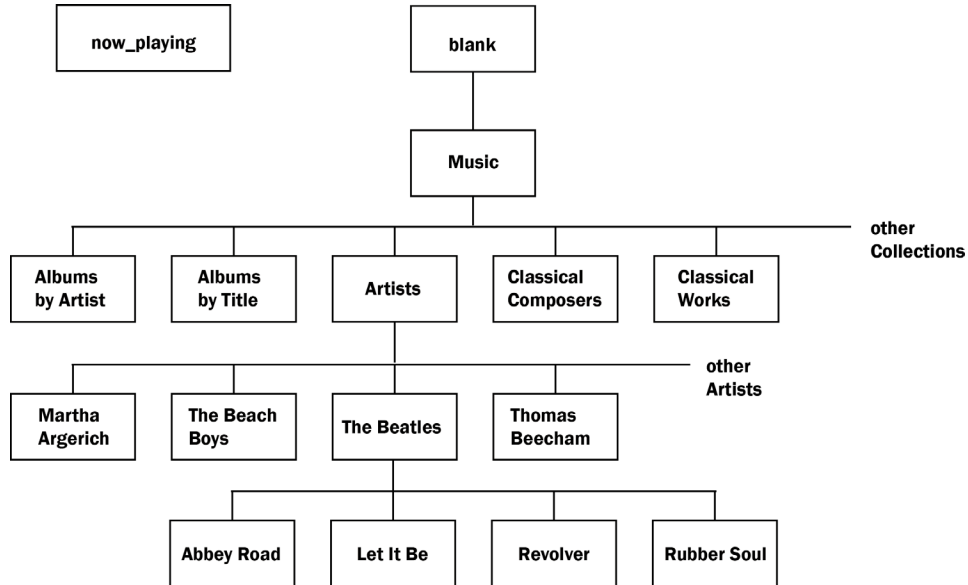 now_playing
blank
Music
other
Collections
Albums
by Artist
Albums
by Title
Artists
Classical
Composers
Classical
Works
other
Artists
Martha
Argerich
The Beach
Boys
The Beatles
Thomas
Beecham
Abbey Road
Let It Be
Revolver
Rubber Soul